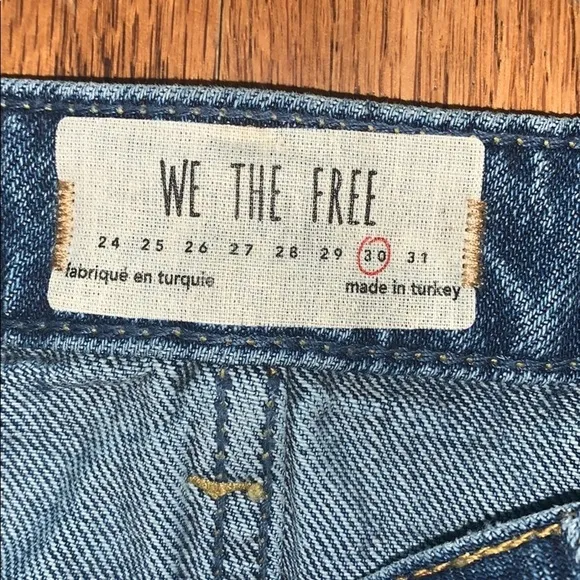 WE THE FREE
24 25 26 27 28 29 30 31
fabriqué en turquie
made in turkey